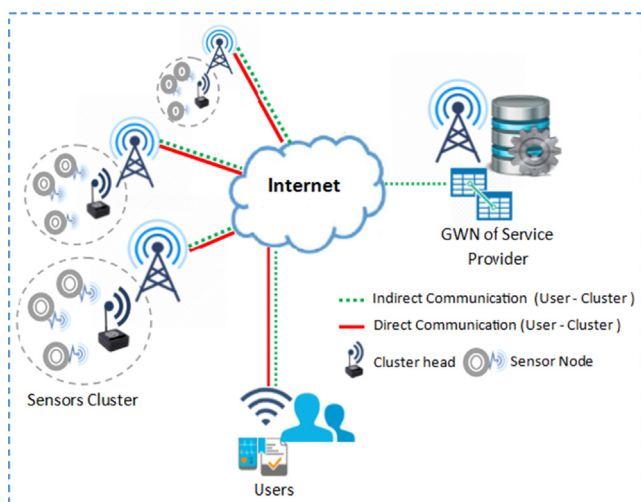 Internet
GWN of Service
Provider
Indirect Communication (User - Cluster )
Direct Communication (User - Cluster )
Cluster head
Sensor Node
Sensors Cluster
Users